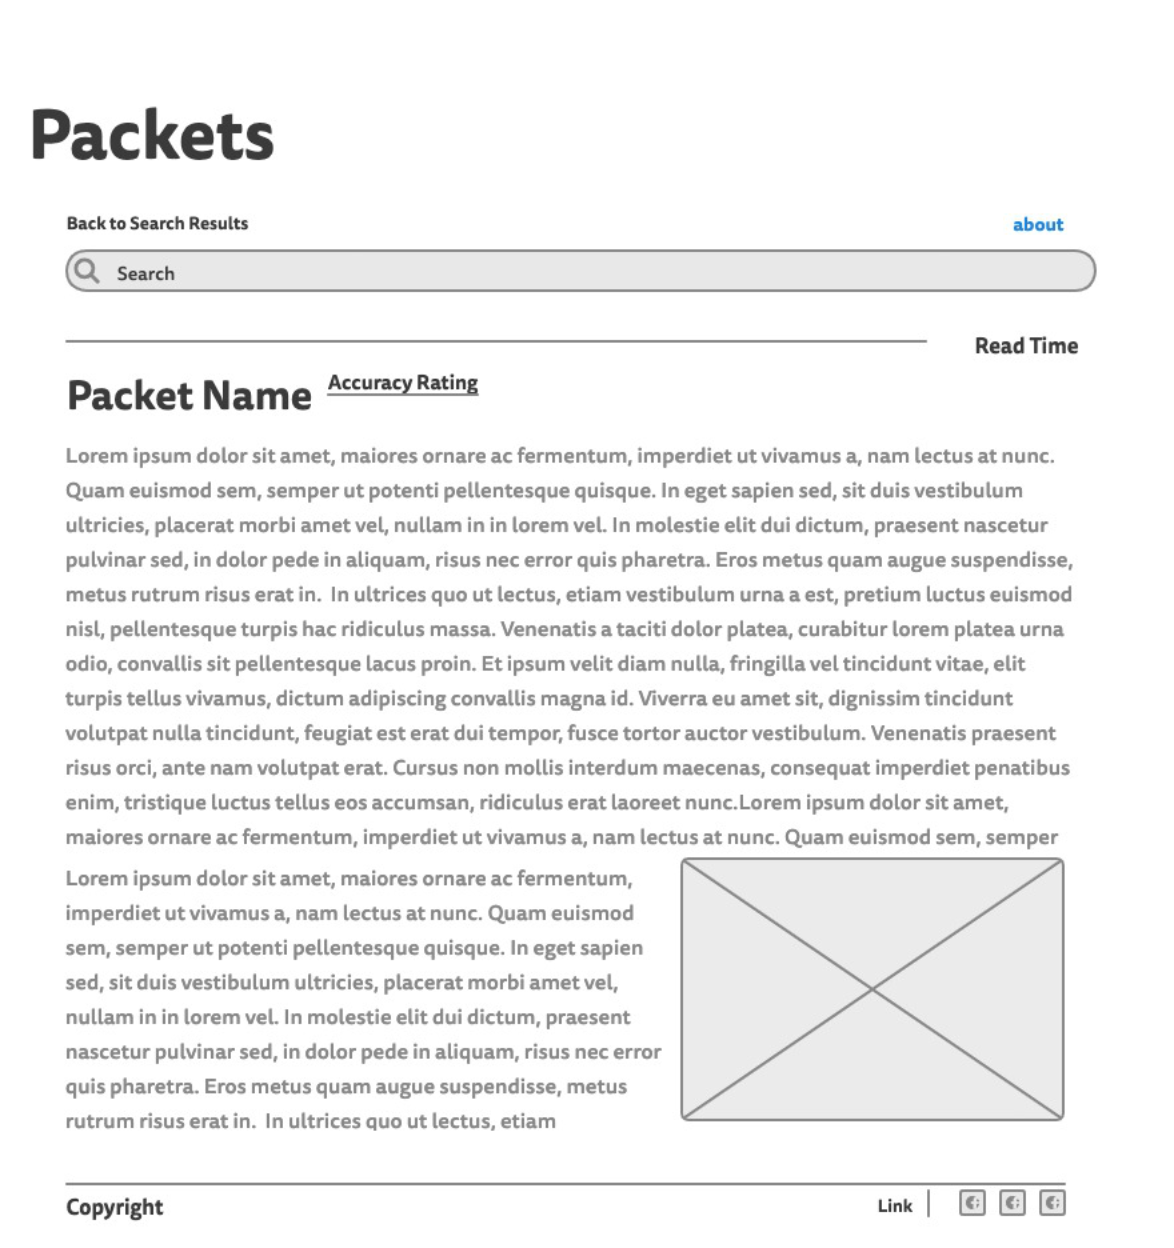 Packets
Back to Search Results
about
Search
Read Time
Packet Name
Accuracy Rating
Lorem ipsum dolor sit amet, maiores ornare ac fermentum, imperdiet ut vivamus a, nam lectus at nunc.
Quam euismod sem, semper ut potenti pellentesque quisque. In eget sapien sed, sit duis vestibulum
ultricies, placerat morbi amet vel, nullam in in lorem vel. In molestie elit dui dictum, praesent nascetur
pulvinar sed, in dolor pede in aliquam, risus nec error quis pharetra. Eros metus quam augue suspendisse,
metus rutrum risus erat in.  In ultrices quo ut lectus, etiam vestibulum urna a est, pretium luctus euismod
nisl, pellentesque turpis hac ridiculus massa. Venenatis a taciti dolor platea, curabitur lorem platea urna
odio, convallis sit pellentesque lacus proin. Et ipsum velit diam nulla, fringilla vel tincidunt vitae, elit
turpis tellus vivamus, dictum adipiscing convallis magna id. Viverra eu amet sit, dignissim tincidunt
volutpat nulla tincidunt, feugiat est erat dui tempor, fusce tortor auctor vestibulum. Venenatis praesent
risus orci, ante nam volutpat erat. Cursus non mollis interdum maecenas, consequat imperdiet penatibus
enim, tristique luctus tellus eos accumsan, ridiculus erat laoreet nunc.Lorem ipsum dolor sit amet,
maiores ornare ac fermentum, imperdiet ut vivamus a, nam lectus at nunc. Quam euismod sem, semper
Lorem ipsum dolor sit amet, maiores ornare ac fermentum,
imperdiet ut vivamus a, nam lectus at nunc. Quam euismod
sem, semper ut potenti pellentesque quisque. In eget sapien
sed, sit duis vestibulum ultricies, placerat morbi amet vel,
nullam in in lorem vel. In molestie elit dui dictum, praesent
nascetur pulvinar sed, in dolor pede in aliquam, risus nec error
quis pharetra. Eros metus quam augue suspendisse, metus
rutrum risus erat in.  In ultrices quo ut lectus, etiam
Copyright
Link